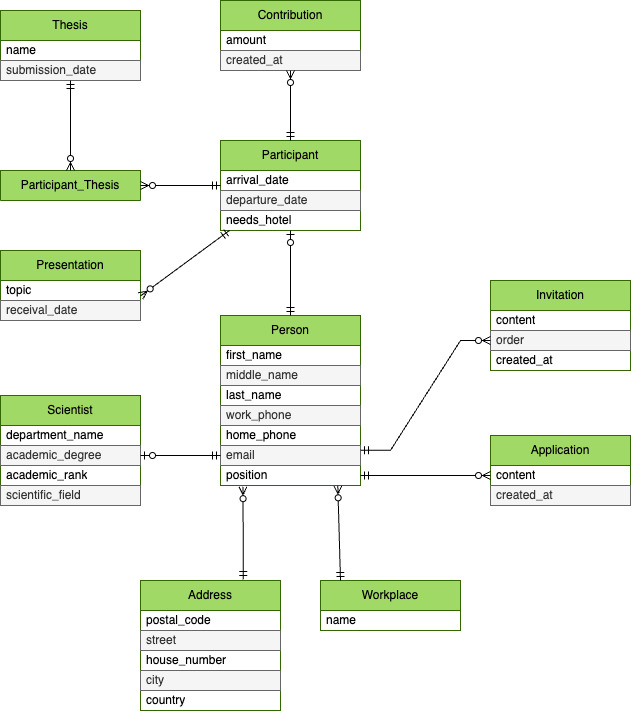 Thesis
name
submission_date
Contribution
amount
created_at
Participant_Thesis
Participant
arrival_date
departure_date
needs_hotel
Presentation
topic
receival_date
Person
first_name
middle_name
last_name
work_phone
home_phone
email
position
Invitation
content
order
created_at
Scientist
department_name
academic_degree
academic_rank
scientific_field
Application
content
created_at
Address
postal_code
street
house_number
city
country
Workplace
name